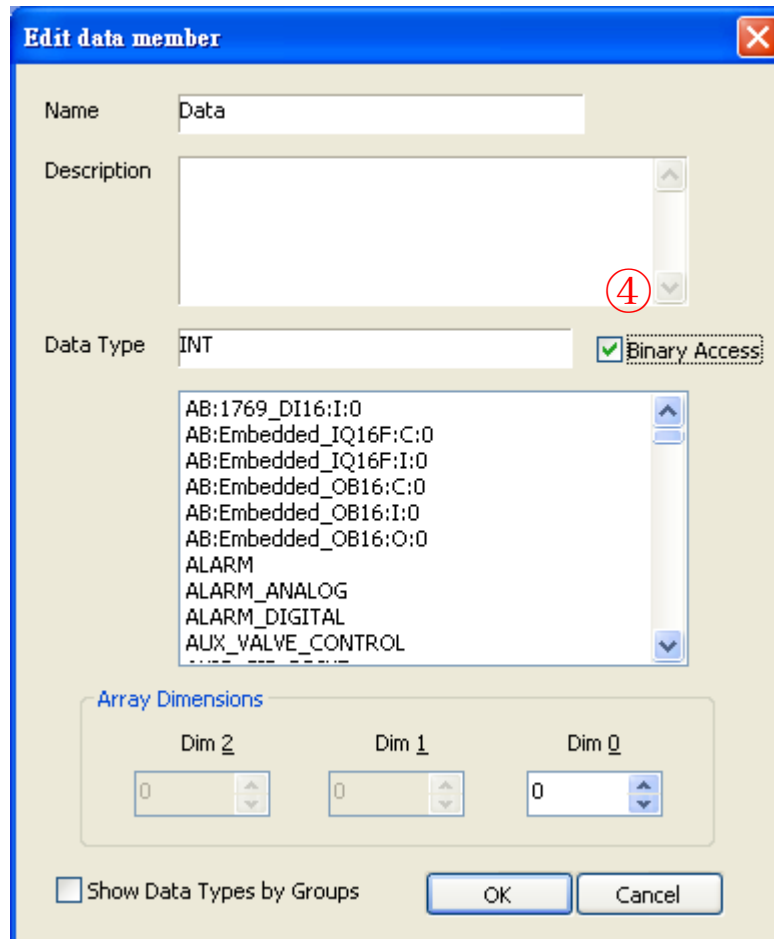 Edit data member
Name Data
Description
④
Data Type INT Binary Access
AB:1769_DI16:I:0
AB:Embedded_IQ16F:C:0
AB:Embedded_IQ16F:I:0
AB:Embedded_OB16:C:0
AB:Embedded_OB16:I:0
AB:Embedded_OB16:O:0
ALARM
ALARM_ANALOG
ALARM_DIGITAL
AUX_VALVE_CONTROL
Array Dimensions
Dim 2 Dim 1 Dim 0
0 0 0
Show Data Types by Groups OK Cancel